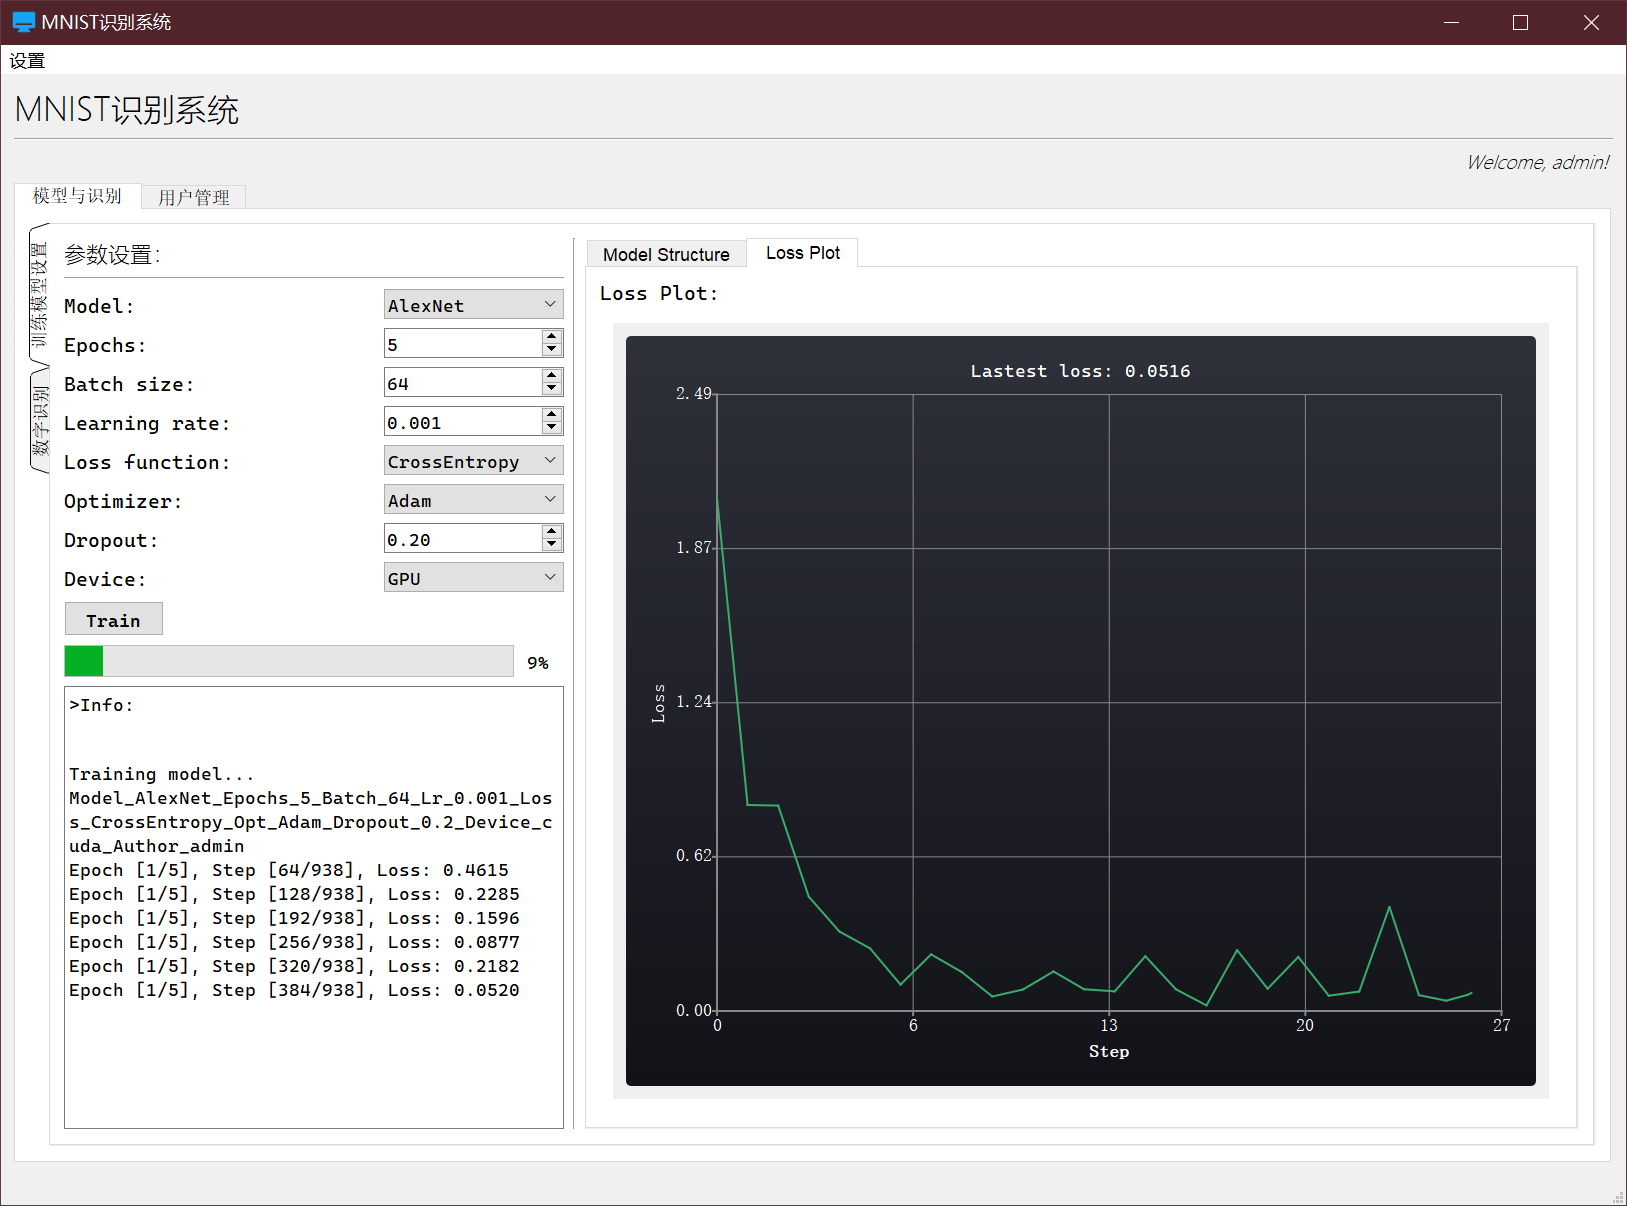 MNIST识别系统
设置
MNIST识别系统
Welcome, admin!
模型与识别
用户管理
训练模型设置
数字识别
参数设置:
Model:
AlexNet
Epochs:
5
Batch size:
64
Learning rate:
0.001
Loss function:
CrossEntropy
Optimizer:
Adam
Dropout:
0.20
Device:
GPU
Train
9%
>Info:
Training model...
Model_AlexNet_Epochs_5_Batch_64_Lr_0.001_Los
s_CrossEntropy_Opt_Adam_Dropout_0.2_Device_c
uda_Author_admin
Epoch [1/5], Step [64/938], Loss: 0.4615
Epoch [1/5], Step [128/938], Loss: 0.2285
Epoch [1/5], Step [192/938], Loss: 0.1596
Epoch [1/5], Step [256/938], Loss: 0.0877
Epoch [1/5], Step [320/938], Loss: 0.2182
Epoch [1/5], Step [384/938], Loss: 0.0520
Model Structure
Loss Plot
Loss Plot:
Lastest loss: 0.0516
2.49
1.87
1.24
0.62
0.00
Loss
0
6
13
20
27
Step